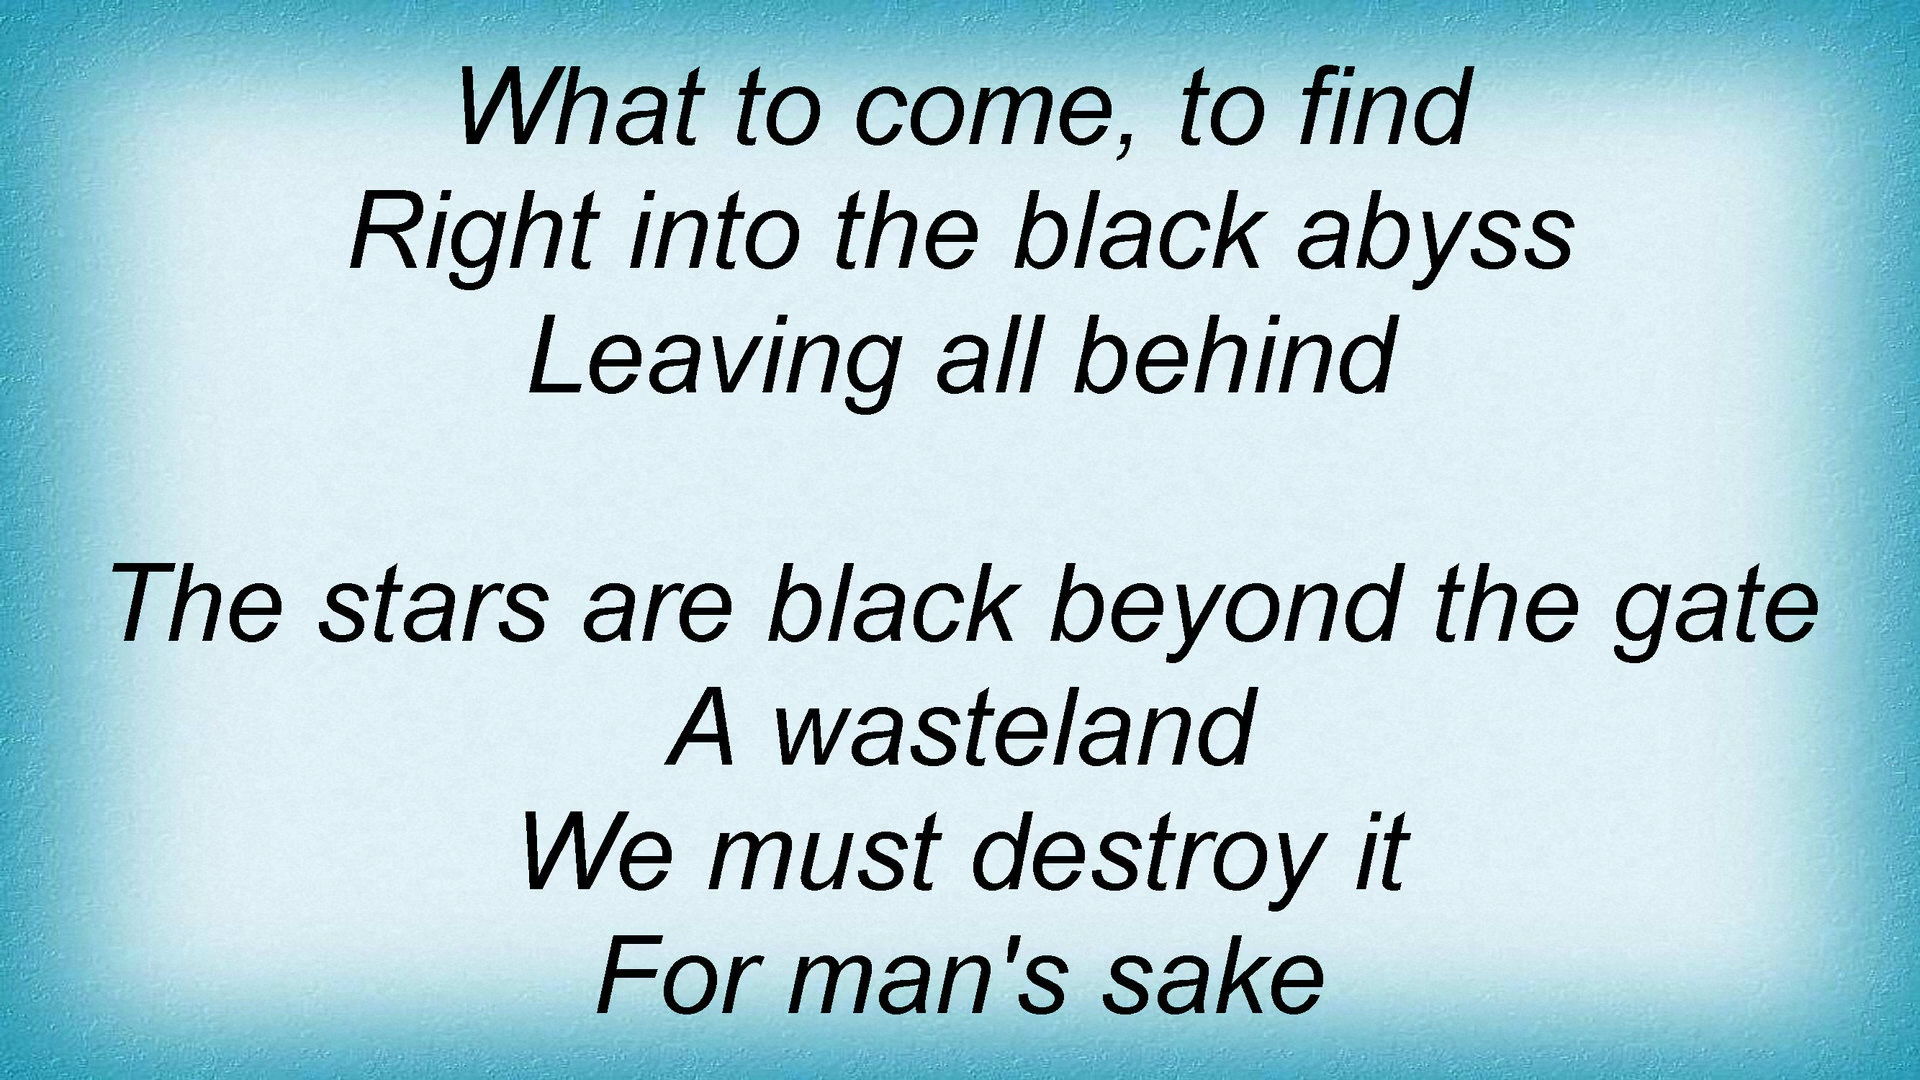 What to come, to find
Right into the black abyss
Leaving all behind
The stars are black beyond the gate
A wasteland
We must destroy it
For man's sake